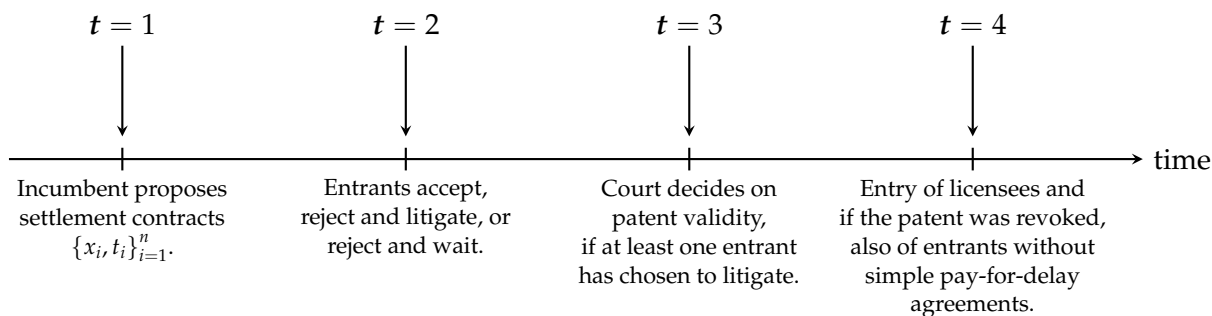 t = 1
t = 2
t = 3
t = 4
time
Incumbent proposes
settlement contracts
{x_i, t_i}_{i=1}^n.
Entrants accept,
reject and litigate, or
reject and wait.
Court decides on
patent validity,
if at least one entrant
has chosen to litigate.
Entry of licensees and
if the patent was revoked,
also of entrants without
simple pay-for-delay
agreements.